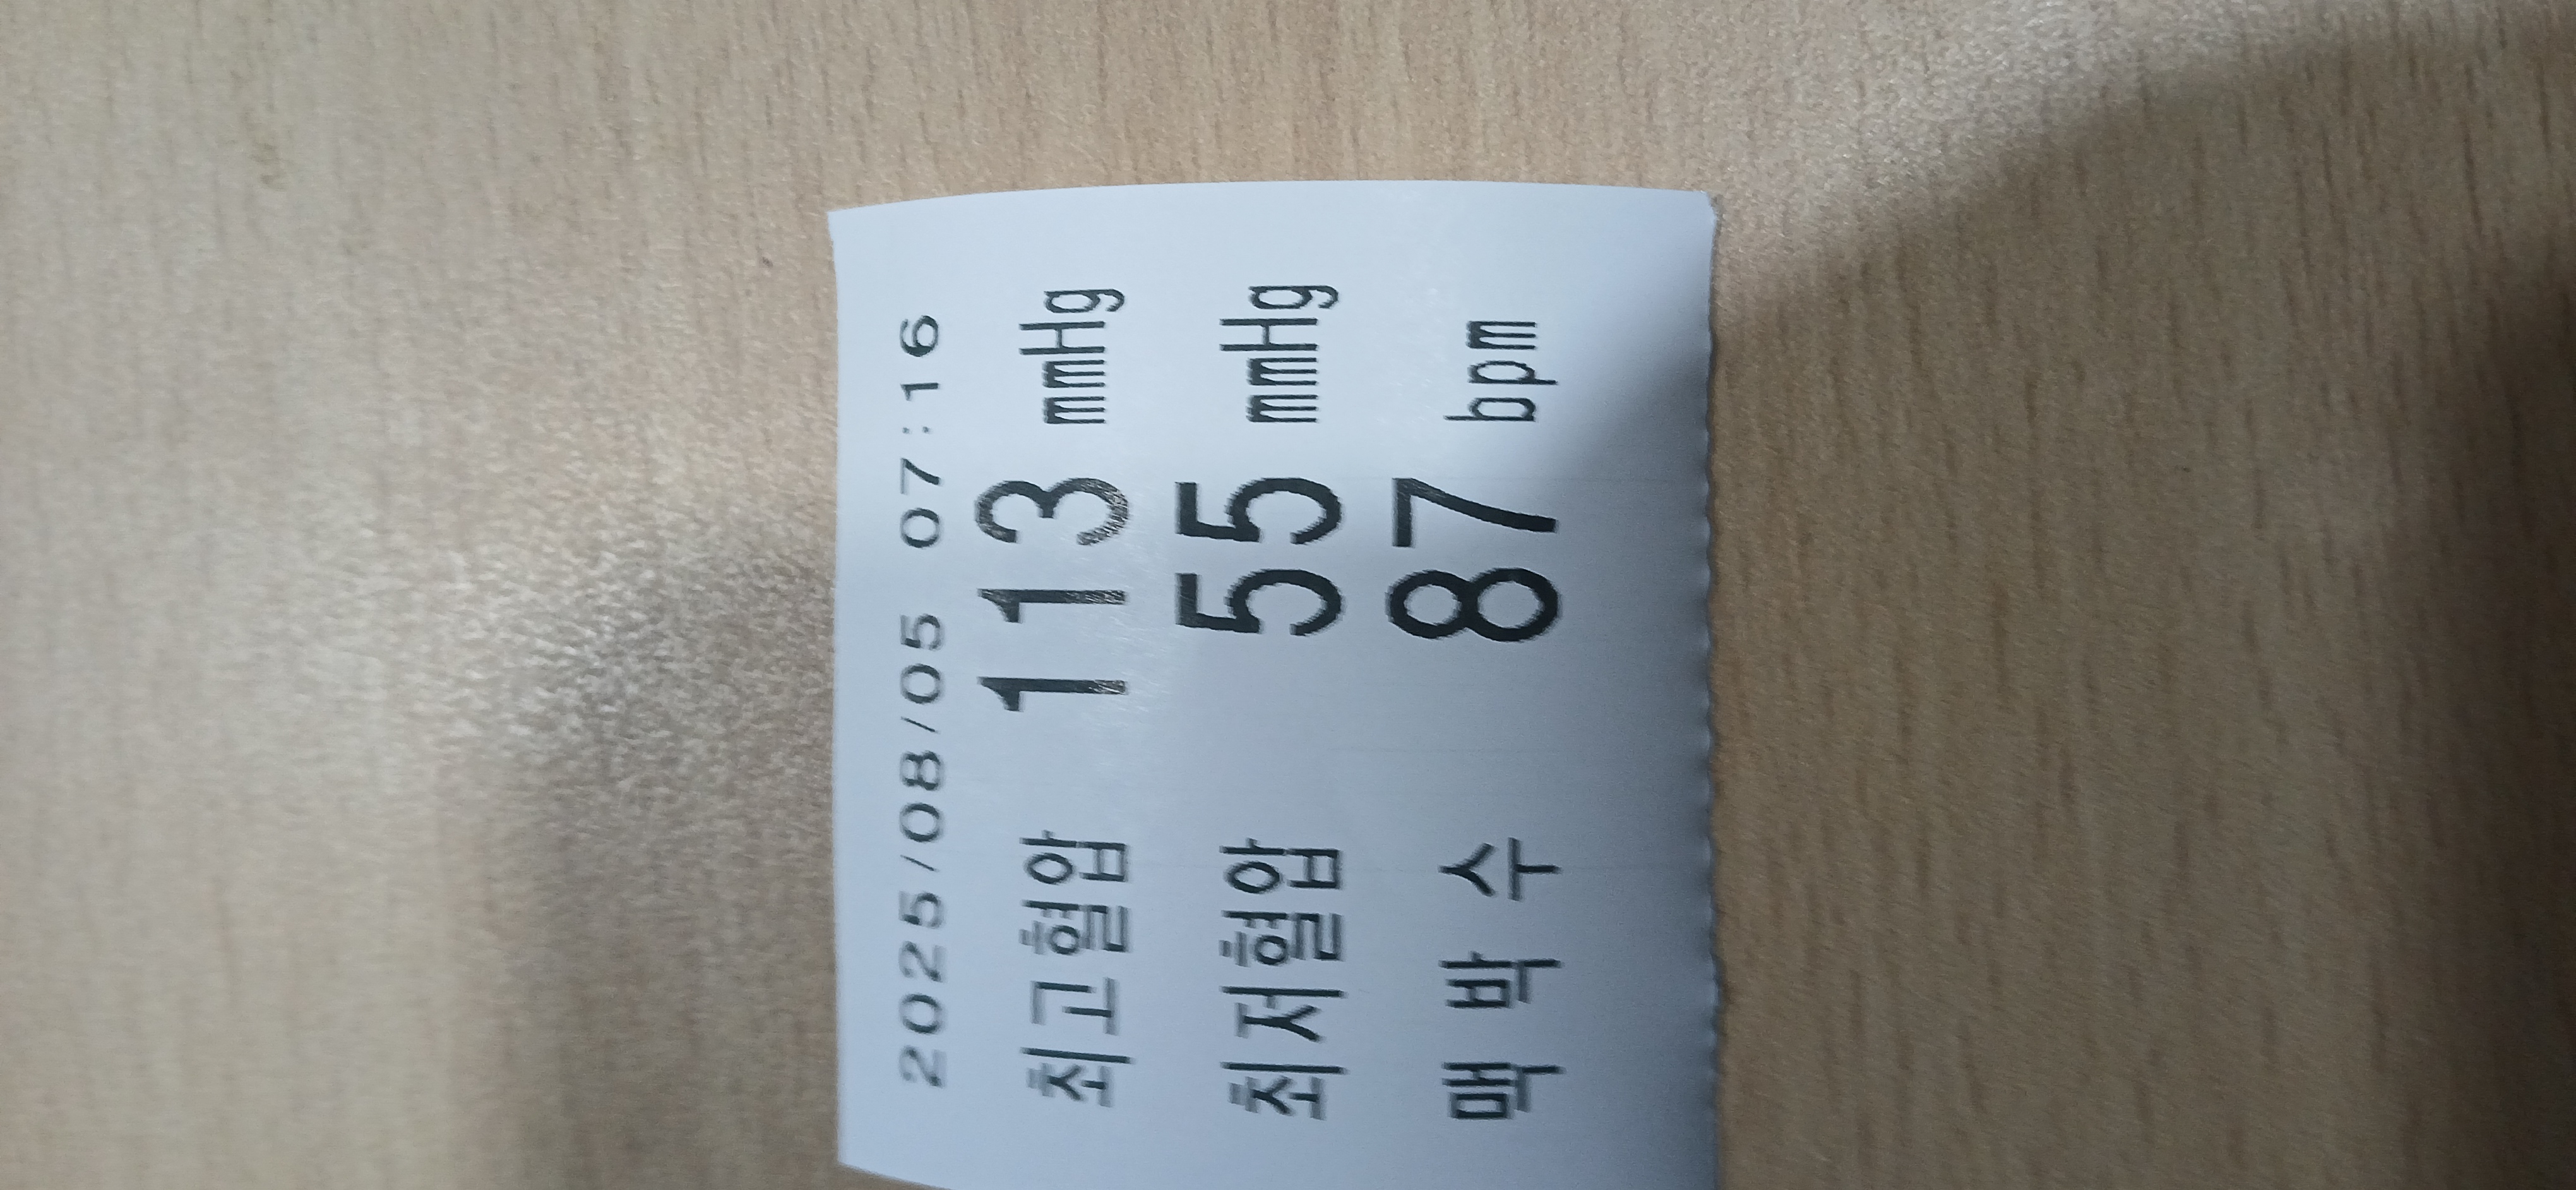 2025/08/05 07:16
최고혈압 113 mmHg
최저혈압 55 mmHg
맥 박 수 87 bpm